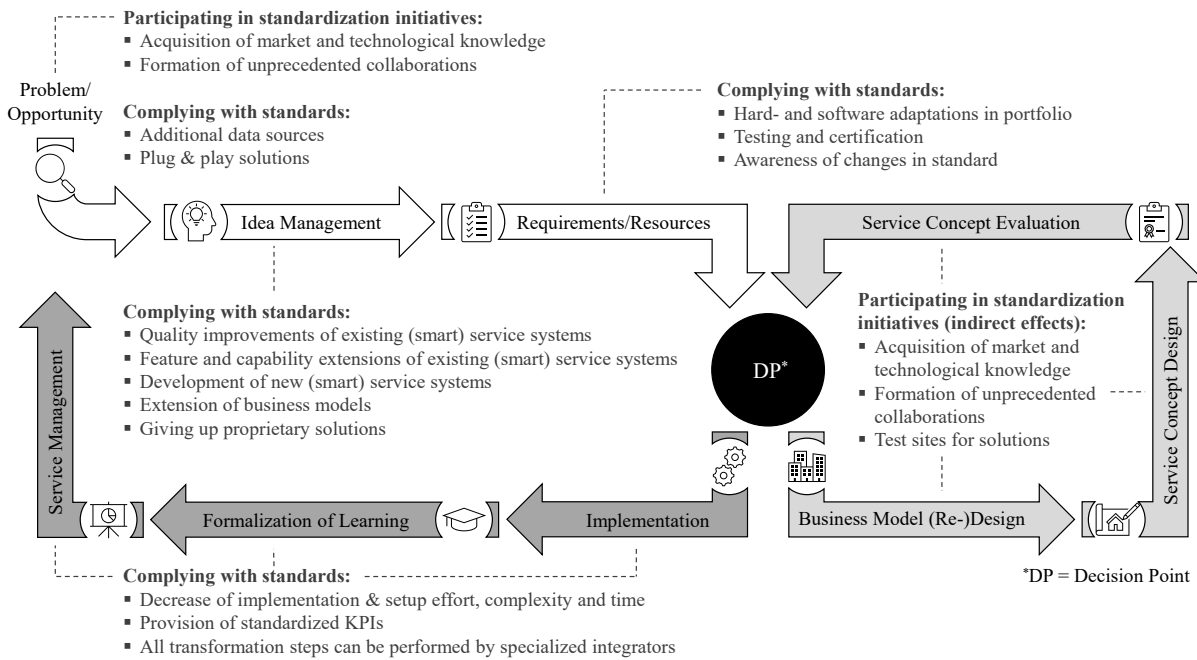 Participating in standardization initiatives:
▪ Acquisition of market and technological knowledge
▪ Formation of unprecedented collaborations
Problem/
Opportunity
Complying with standards:
▪ Additional data sources
▪ Plug & play solutions
Complying with standards:
▪ Hard- and software adaptations in portfolio
▪ Testing and certification
▪ Awareness of changes in standard
Idea Management
Requirements/Resources
Service Concept Evaluation
Complying with standards:
▪ Quality improvements of existing (smart) service systems
▪ Feature and capability extensions of existing (smart) service systems
▪ Development of new (smart) service systems
▪ Extension of business models
▪ Giving up proprietary solutions
DP*
Participating in standardization
initiatives (indirect effects):
▪ Acquisition of market and
technological knowledge
▪ Formation of unprecedented
collaborations
▪ Test sites for solutions
Service Concept Design
Service Management
Formalization of Learning
Implementation
Business Model (Re-)Design
*DP = Decision Point
Complying with standards:
▪ Decrease of implementation & setup effort, complexity and time
▪ Provision of standardized KPIs
▪ All transformation steps can be performed by specialized integrators